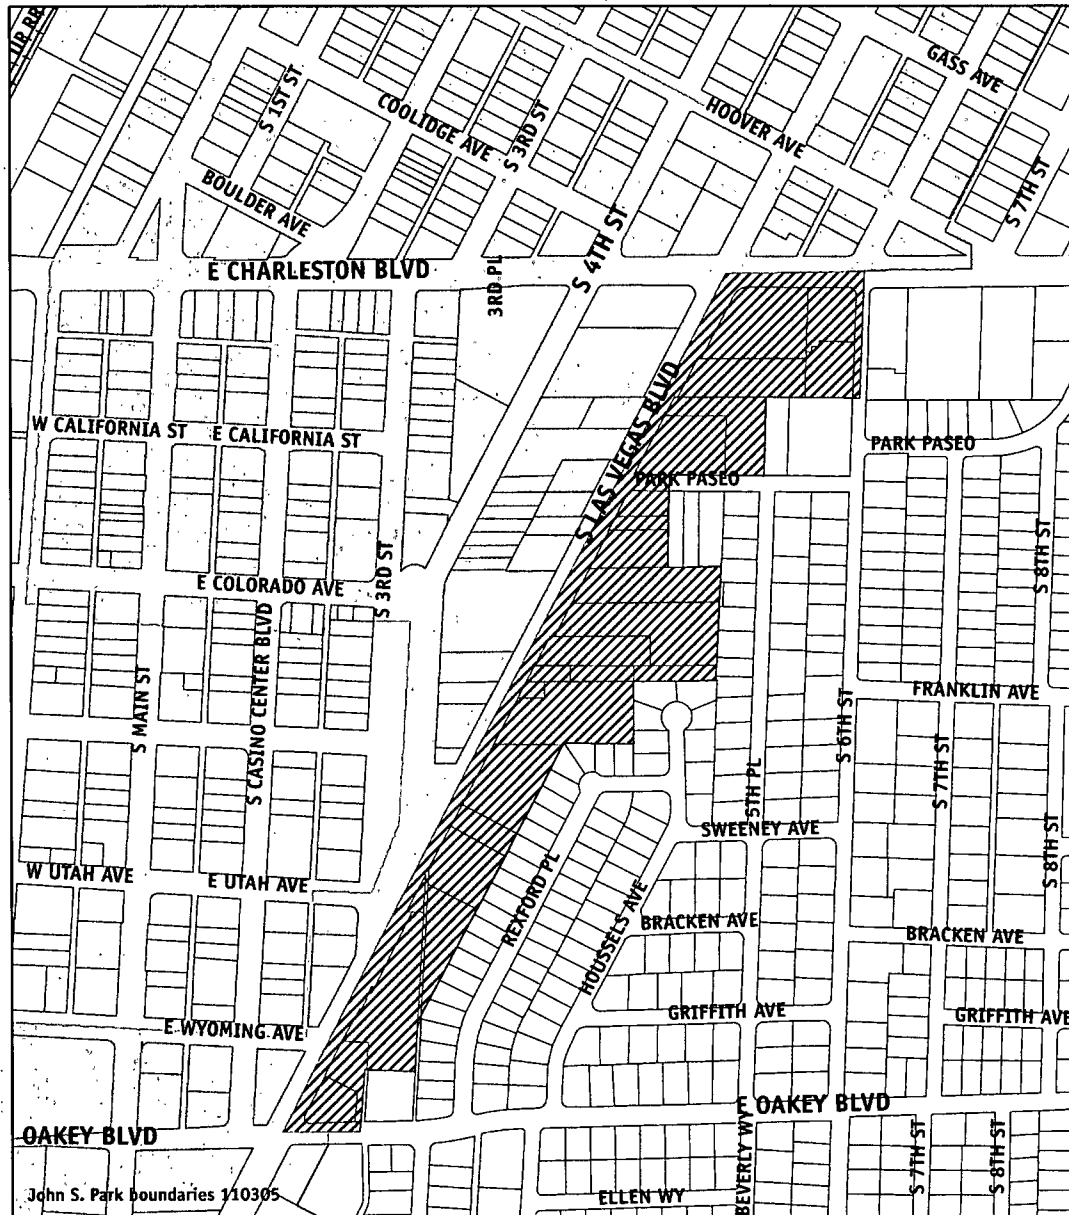 UR RR
GASS AVE
S 1ST ST
COOLIDGE AVE
S 3RD ST
HOOVER AVE
S 7TH ST
BOULDER AVE
S 4TH ST
E CHARLESTON BLVD
3RD PL
S LAS VEGAS BLVD
W CALIFORNIA ST
E CALIFORNIA ST
PARK PASEO
PARK PASEO
S 8TH ST
S 3RD ST
E COLORADO AVE
S CASINO CENTER BLVD
S MAIN ST
FRANKLIN AVE
S 6TH ST
S 7TH ST
5TH PL
SWEENEY AVE
S 8TH ST
W UTAH AVE
E UTAH AVE
REXFORD PL
HOUSSELS AVE
BRACKEN AVE
BRACKEN AVE
GRIFFITH AVE
GRIFFITH AVE
E WYOMING AVE
E OAKEY BLVD
OAKEY BLVD
BEVERLY WY
S 7TH ST
S 8TH ST
ELLEN WY
John S. Park boundaries 110305